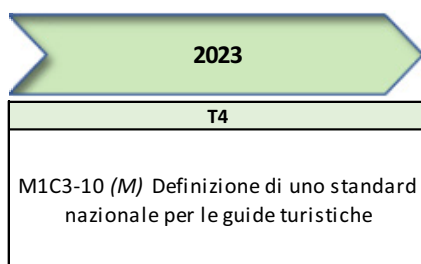 2023
T4
M1C3-10 (M) Definizione di uno standard
nazionale per le guide turistiche